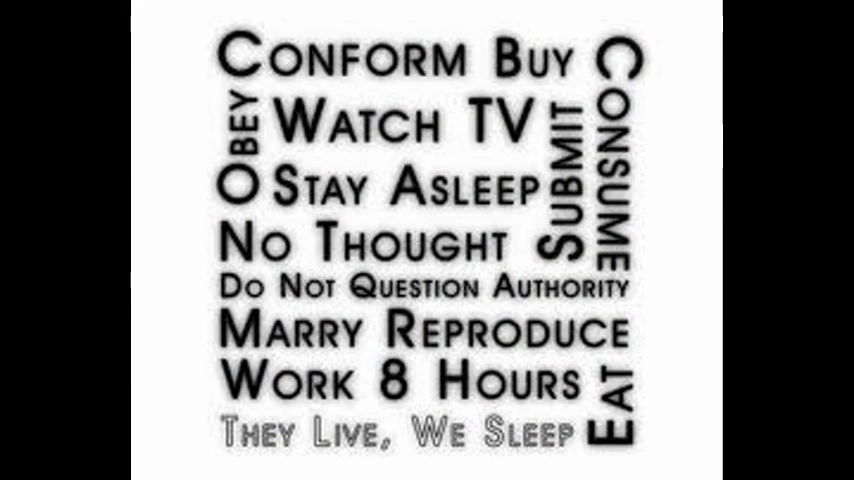 Conform Buy
Consume
Obey
Watch TV
Submit
Stay Asleep
No Thought
Do Not Question Authority
Marry Reproduce
Work 8 Hours
Eat
They Live, We Sleep